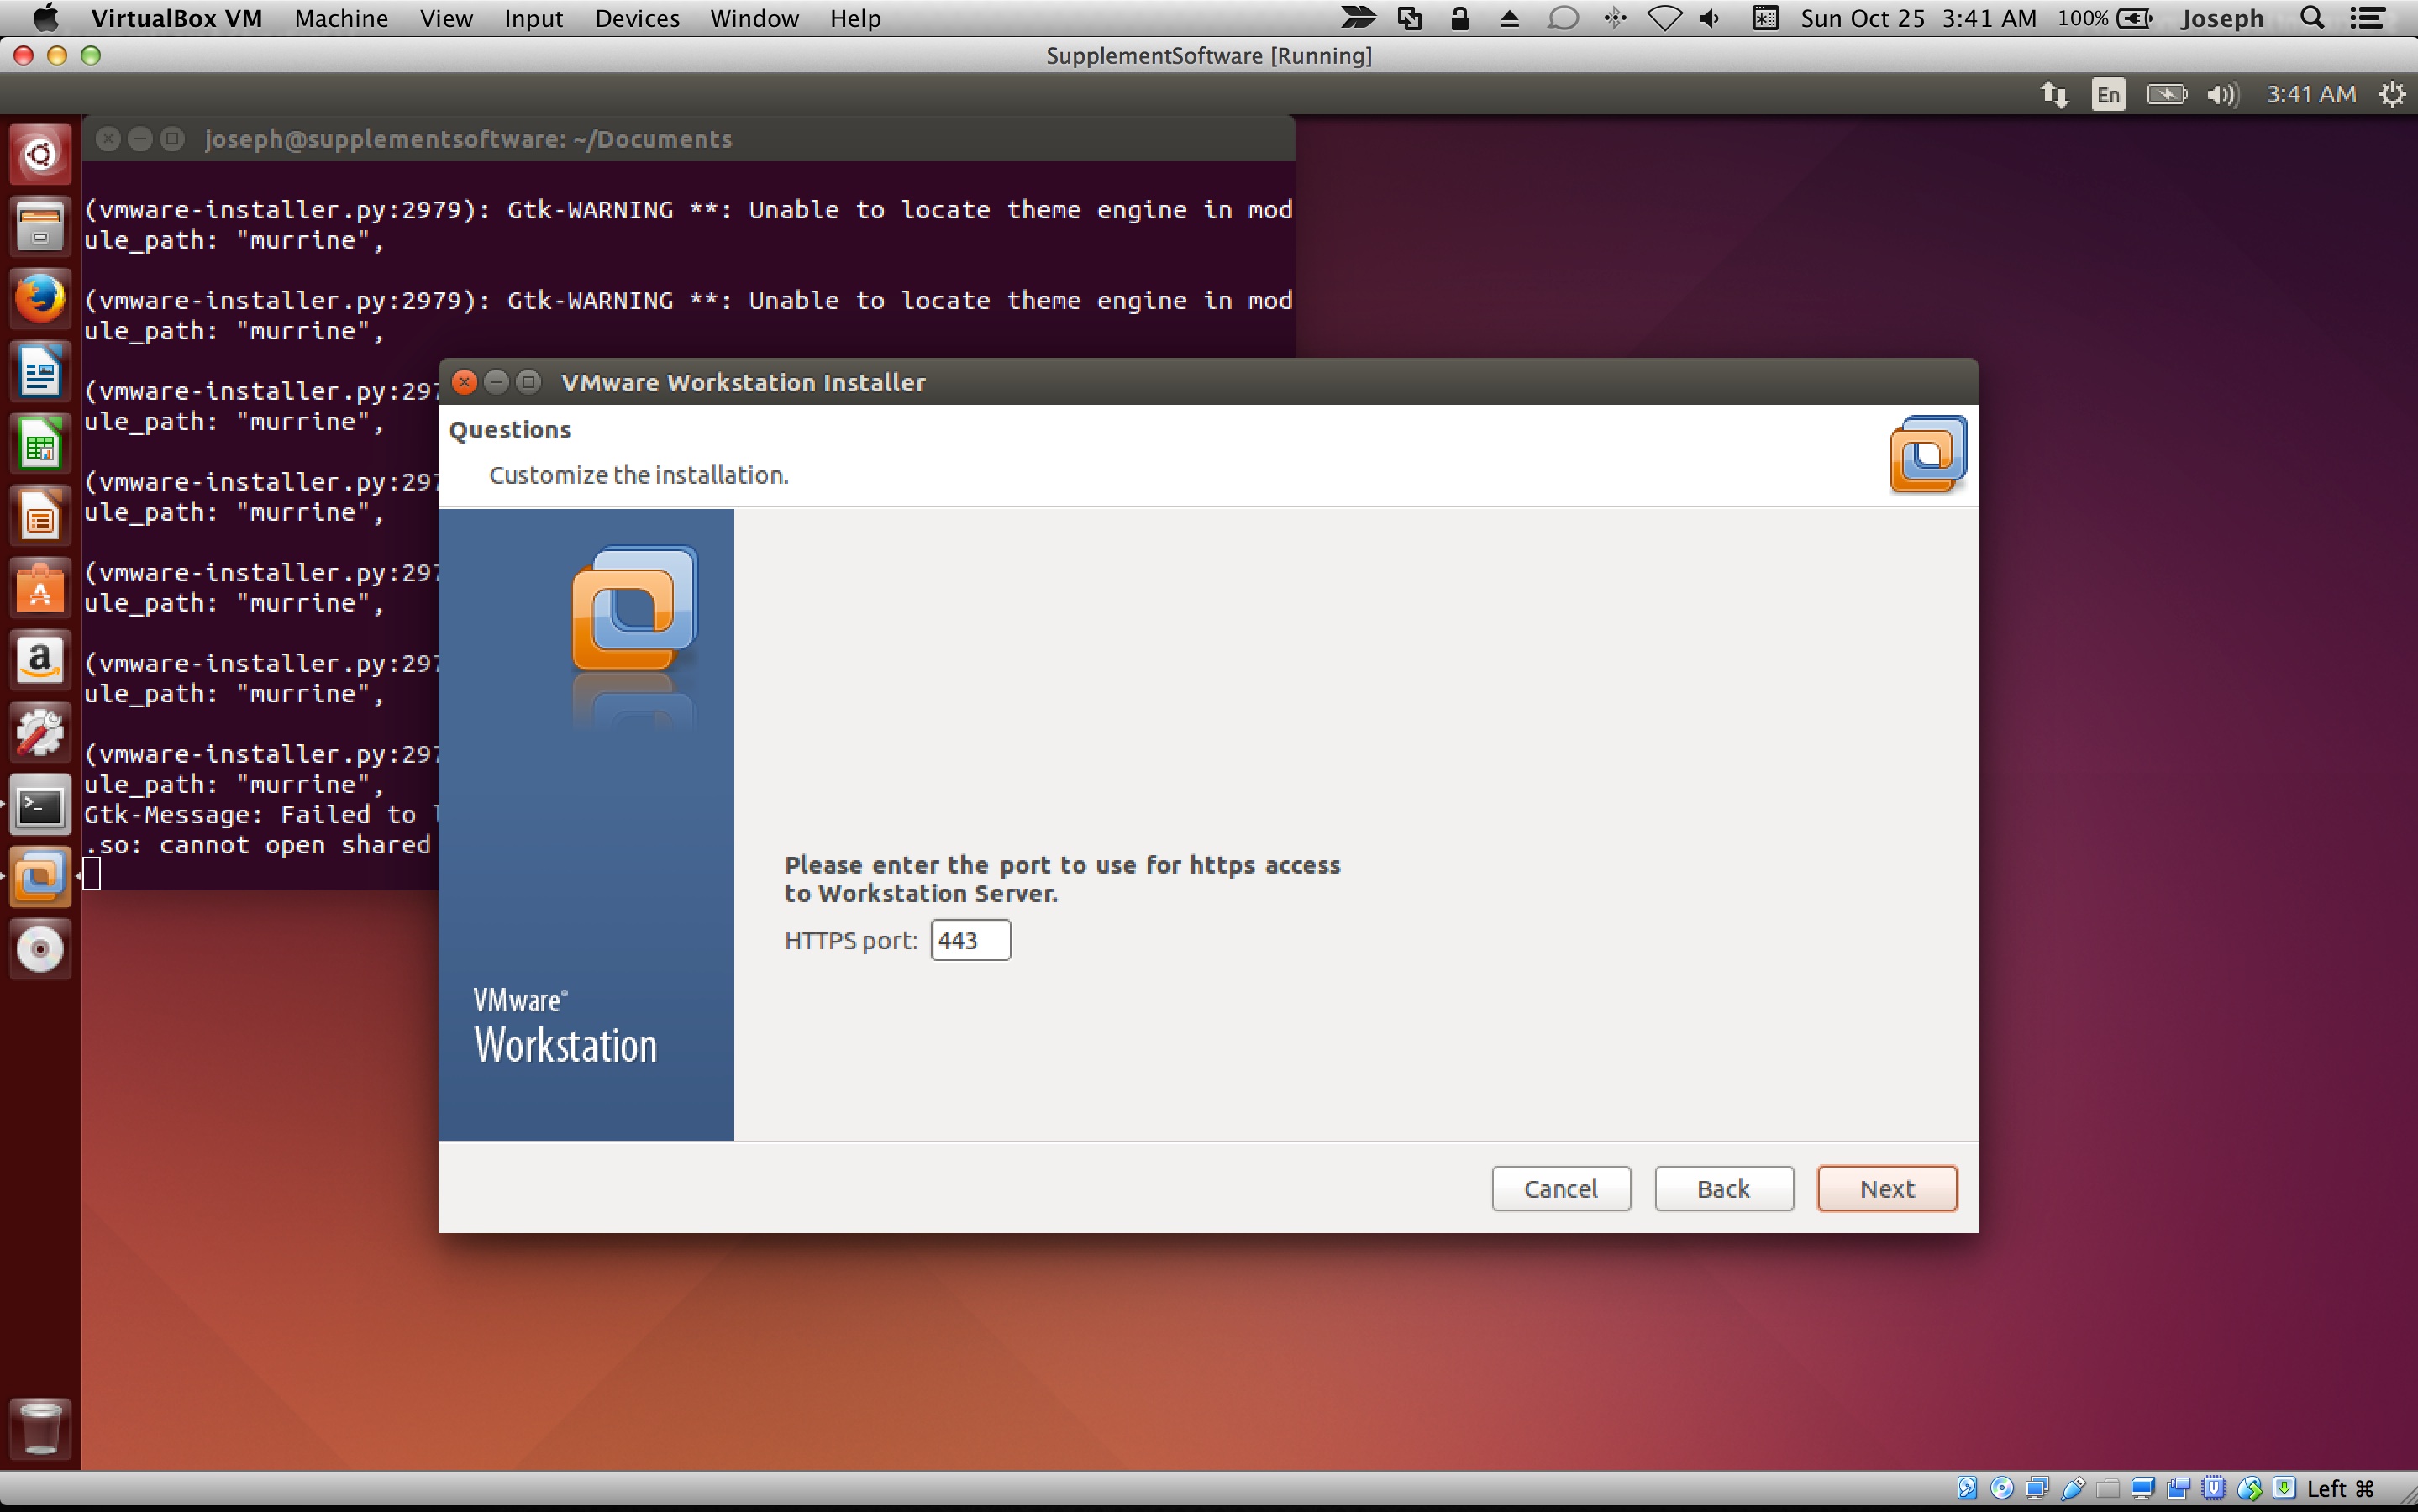 VirtualBox VM Machine View Input Devices Window Help Sun Oct 25 3:41 AM 100% Joseph
SupplementSoftware [Running]
En 3:41 AM
joseph@supplementsoftware: ~/Documents
(vmware-installer.py:2979): Gtk-WARNING **: Unable to locate theme engine in mod
ule_path: "murrine",
(vmware-installer.py:2979): Gtk-WARNING **: Unable to locate theme engine in mod
ule_path: "murrine",
(vmware-installer.py:297
ule_path: "murrine",
(vmware-installer.py:297
ule_path: "murrine",
(vmware-installer.py:297
ule_path: "murrine",
(vmware-installer.py:297
ule_path: "murrine",
(vmware-installer.py:297
ule_path: "murrine",
Gtk-Message: Failed to
.so: cannot open shared
VMware Workstation Installer
Questions
Customize the installation.
VMware®
Workstation
Please enter the port to use for https access
to Workstation Server.
HTTPS port: 443
Cancel Back Next
Left ⌘